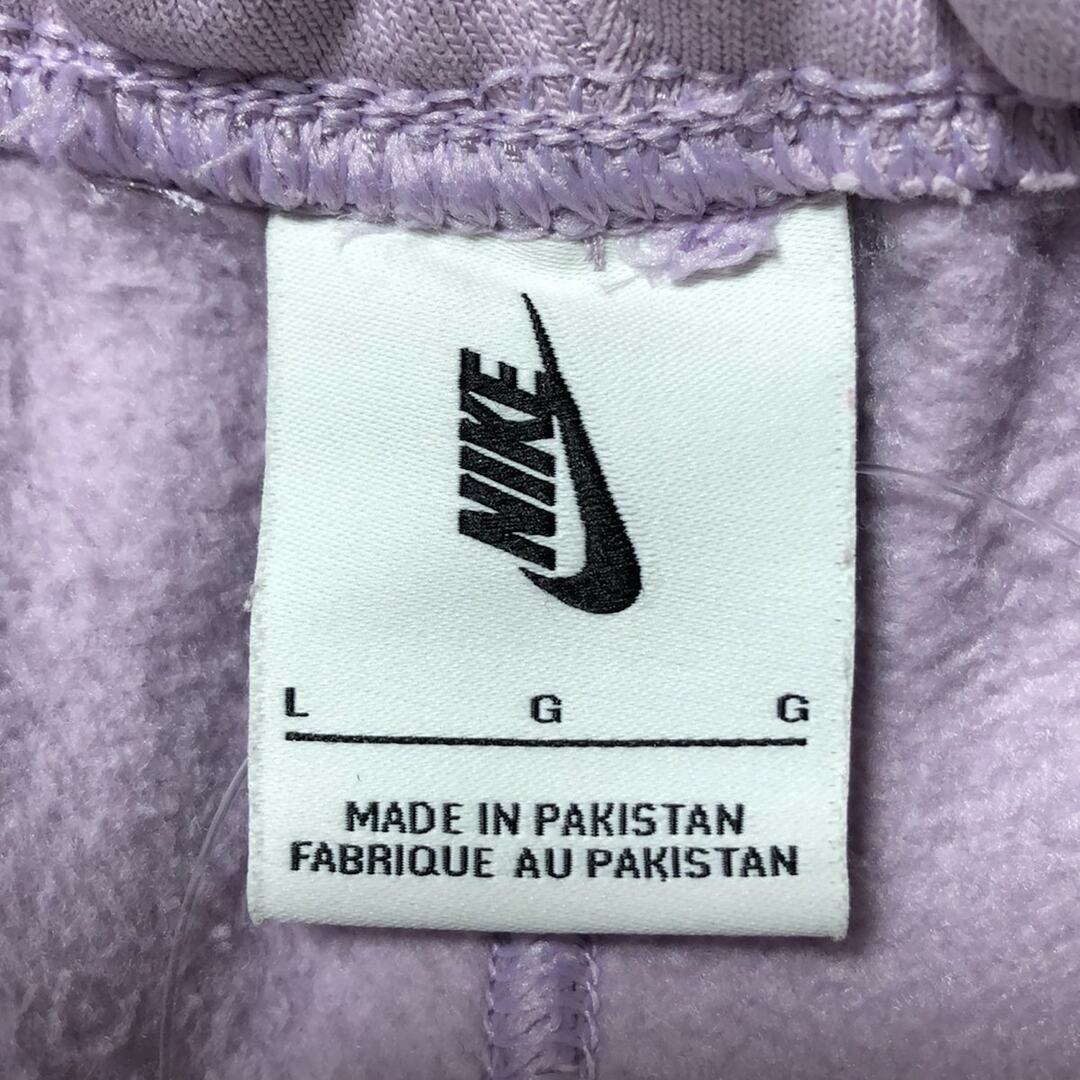 NIKE
L G G
MADE IN PAKISTAN
FABRIQUE AU PAKISTAN